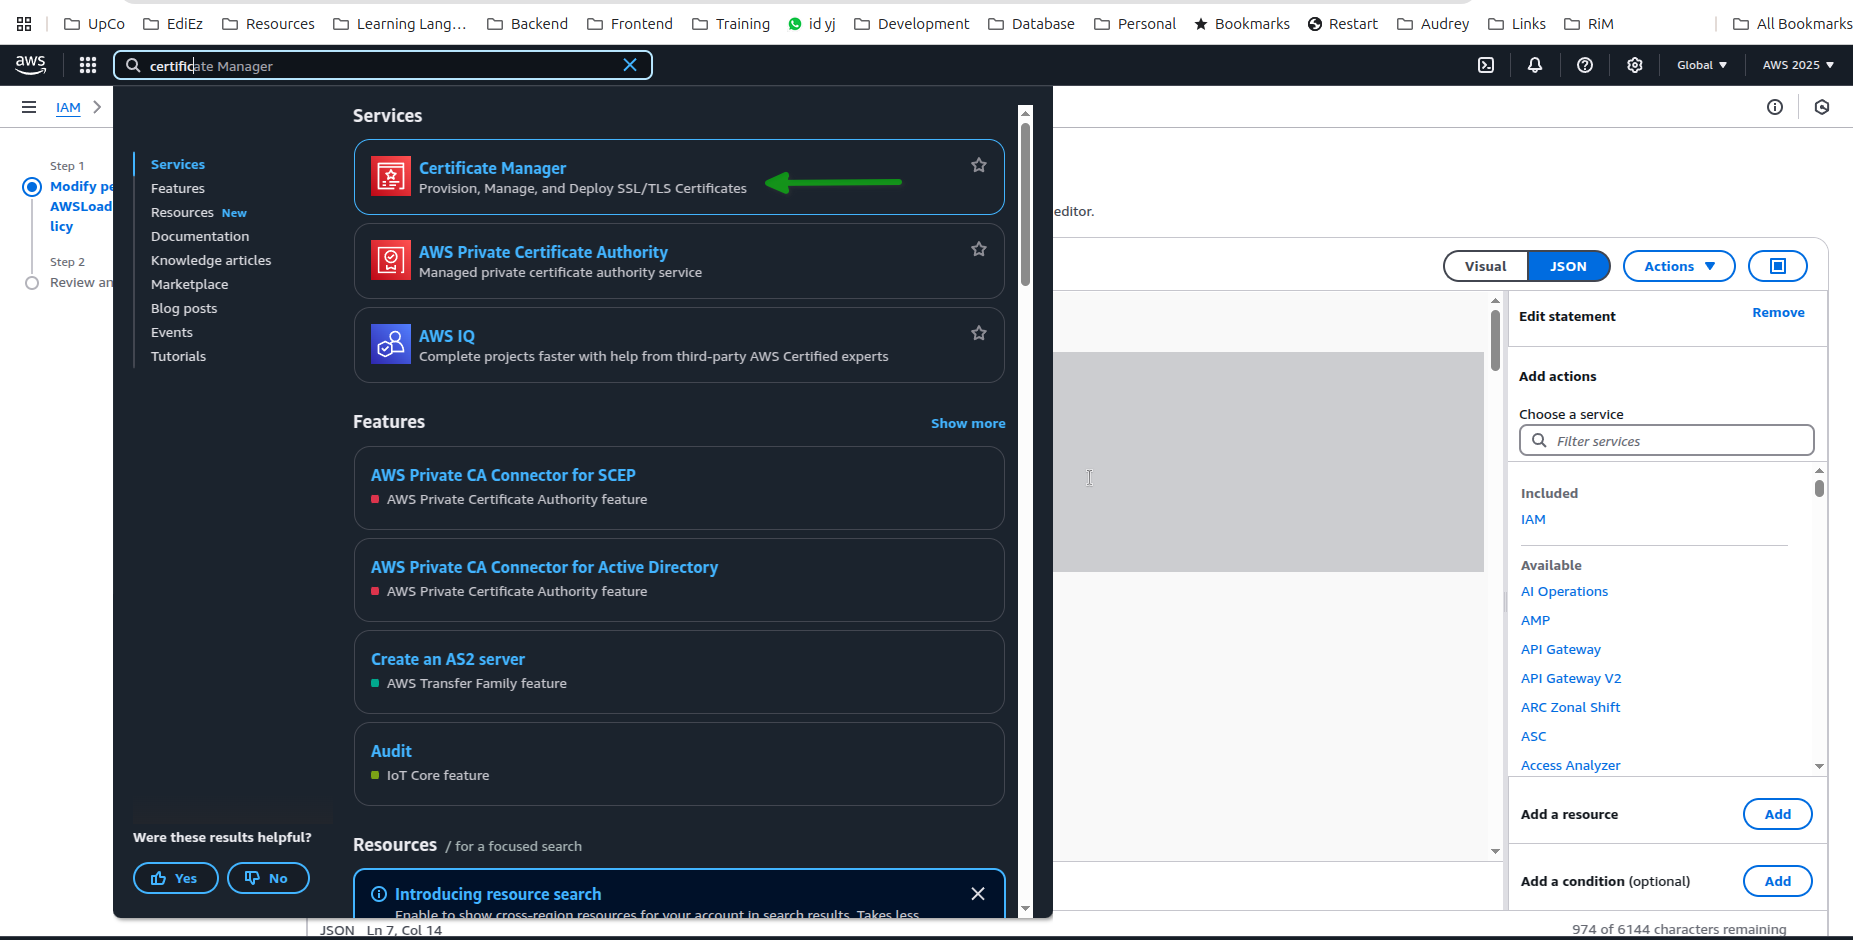 UpCo EdiEz Resources Learning Lang... Backend Frontend Training id yj Development Database Personal Bookmarks Restart Audrey Links RiM All Bookmarks
aws certificate Manager Global AWS 2025
IAM
Step 1
Modify pe
AWSLoad
licy
Step 2
Review an
Services
Features
Resources New
Documentation
Knowledge articles
Marketplace
Blog posts
Events
Tutorials
Were these results helpful?
Yes No
Services
Certificate Manager
Provision, Manage, and Deploy SSL/TLS Certificates
AWS Private Certificate Authority
Managed private certificate authority service
AWS IQ
Complete projects faster with help from third-party AWS Certified experts
Features Show more
AWS Private CA Connector for SCEP
AWS Private Certificate Authority feature
AWS Private CA Connector for Active Directory
AWS Private Certificate Authority feature
Create an AS2 server
AWS Transfer Family feature
Audit
IoT Core feature
Resources / for a focused search
Introducing resource search
Enable to show cross-region resources for your account in search results. Takes less
editor.
Visual JSON Actions
Edit statement Remove
Add actions
Choose a service
Filter services
Included
IAM
Available
AI Operations
AMP
API Gateway
API Gateway V2
ARC Zonal Shift
ASC
Access Analyzer
Add a resource Add
Add a condition (optional) Add
JSON Ln 7, Col 14 974 of 6144 characters remaining